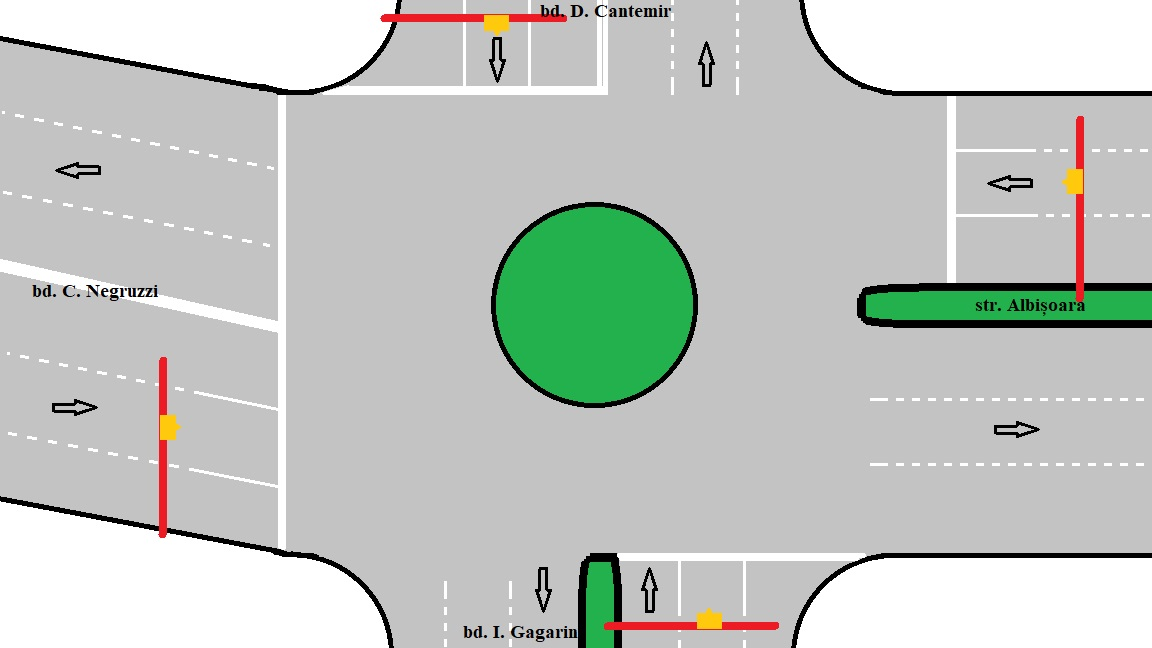 bd. D. Cantemir
bd. C. Negruzzi
str. Albișoara
bd. I. Gagarin